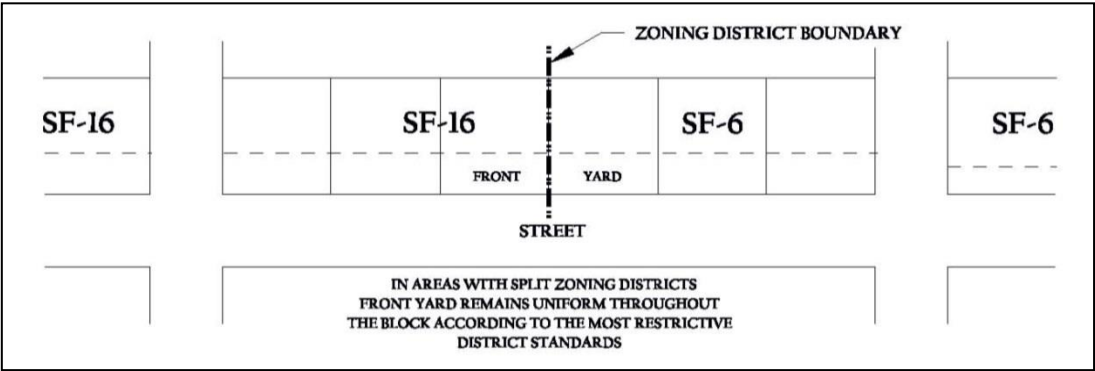 ZONING DISTRICT BOUNDARY
SF-16
SF-16
SF-6
SF-6
FRONT
YARD
STREET
IN AREAS WITH SPLIT ZONING DISTRICTS
FRONT YARD REMAINS UNIFORM THROUGHOUT
THE BLOCK ACCORDING TO THE MOST RESTRICTIVE
DISTRICT STANDARDS